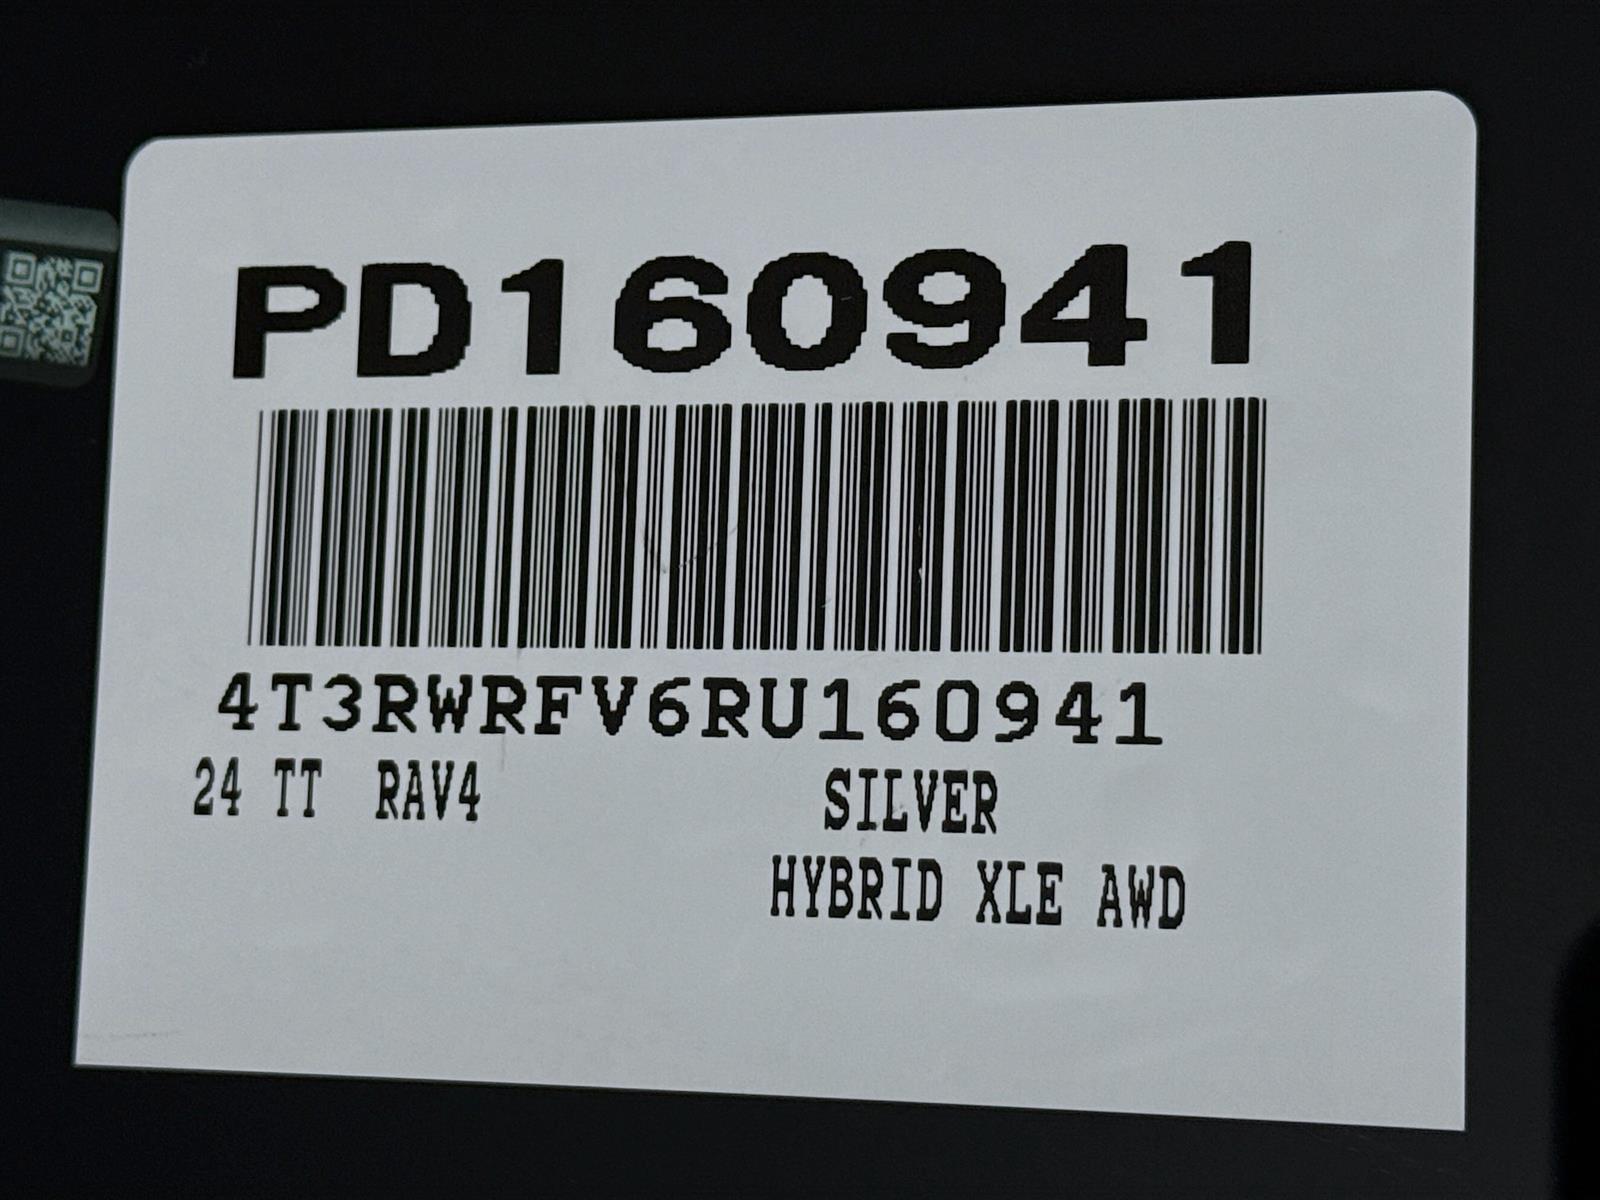 PD160941
4T3RWRFV6RU160941
24 TT RAV4 SILVER
HYBRID XLE AWD